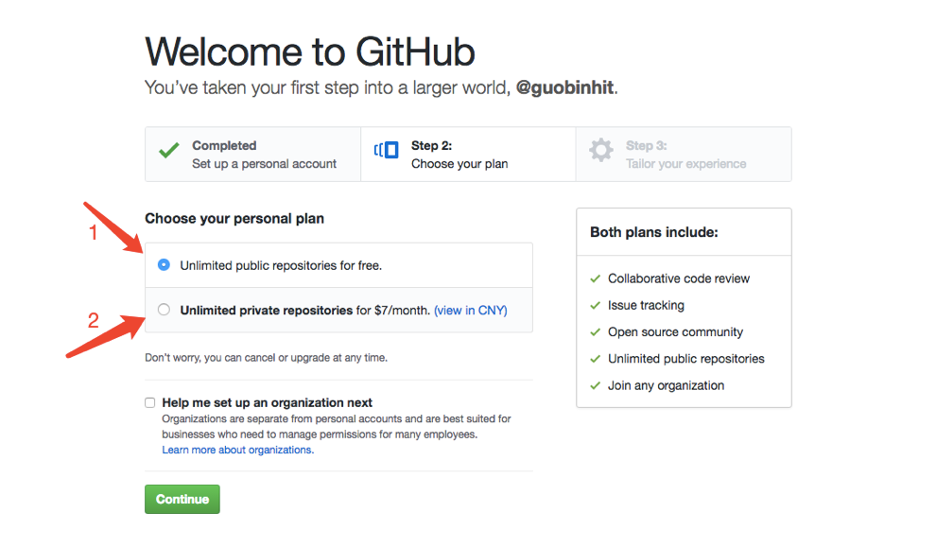 Welcome to GitHub
You’ve taken your first step into a larger world, @guobinhit.
Completed
Set up a personal account
Step 2:
Choose your plan
Step 3:
Tailor your experience
Choose your personal plan
1
Unlimited public repositories for free.
2
Unlimited private repositories for $7/month. (view in CNY)
Don’t worry, you can cancel or upgrade at any time.
Help me set up an organization next
Organizations are separate from personal accounts and are best suited for
businesses who need to manage permissions for many employees.
Learn more about organizations.
Continue
Both plans include:
Collaborative code review
Issue tracking
Open source community
Unlimited public repositories
Join any organization